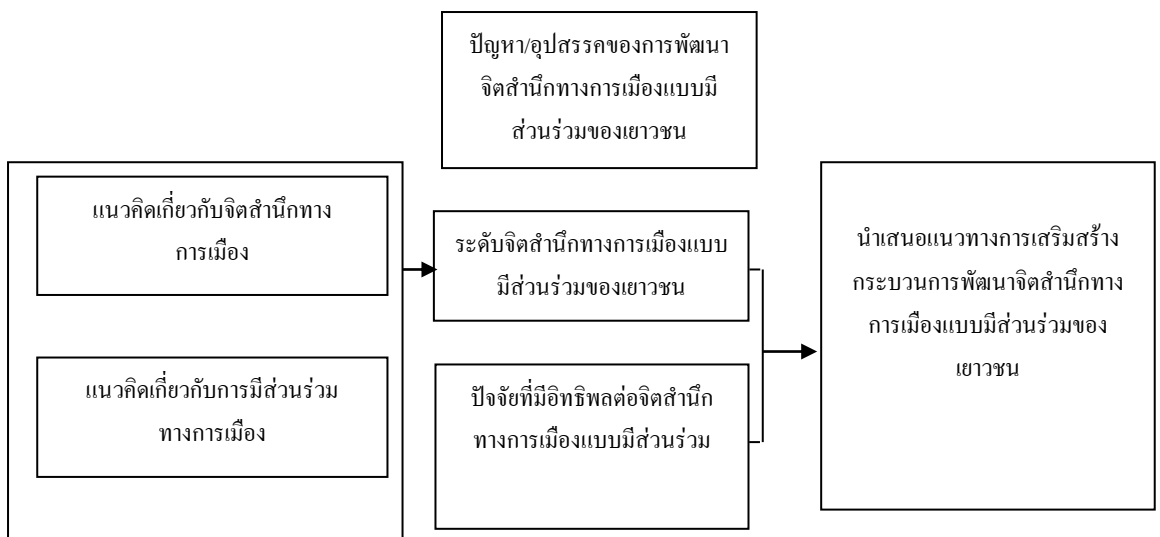 ปัญหา/อุปสรรคของการพัฒนา
จิตสำนึกทางการเมืองแบบมี
ส่วนร่วมของเยาวชน
แนวคิดเกี่ยวกับจิตสำนึกทาง
การเมือง
แนวคิดเกี่ยวกับการมีส่วนร่วม
ทางการเมือง
ระดับจิตสำนึกทางการเมืองแบบ
มีส่วนร่วมของเยาวชน
ปัจจัยที่มีอิทธิพลต่อจิตสำนึก
ทางการเมืองแบบมีส่วนร่วม
นำเสนอแนวทางการเสริมสร้าง
กระบวนการพัฒนาจิตสำนึกทาง
การเมืองแบบมีส่วนร่วมของ
เยาวชน